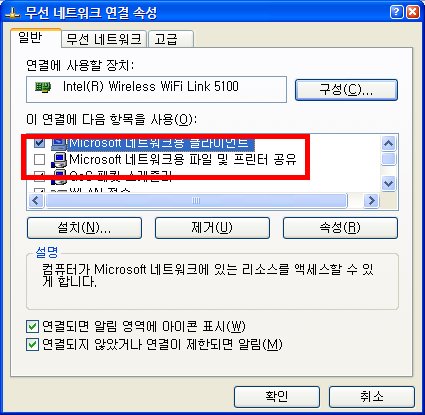 무선 네트워크 연결 속성
일반 무선 네트워크 고급
연결에 사용할 장치:
Intel(R) Wireless WiFi Link 5100
구성(C)...
이 연결에 다음 항목을 사용(O):
Microsoft 네트워크용 클라이언트
Microsoft 네트워크용 파일 및 프린터 공유
QoS 패킷 스케줄러
설치(N)... 제거(U) 속성(R)
설명
컴퓨터가 Microsoft 네트워크에 있는 리소스를 액세스할 수 있
게 합니다.
연결되면 알림 영역에 아이콘 표시(W)
연결되지 않았거나 연결이 제한되면 알림(M)
확인 취소